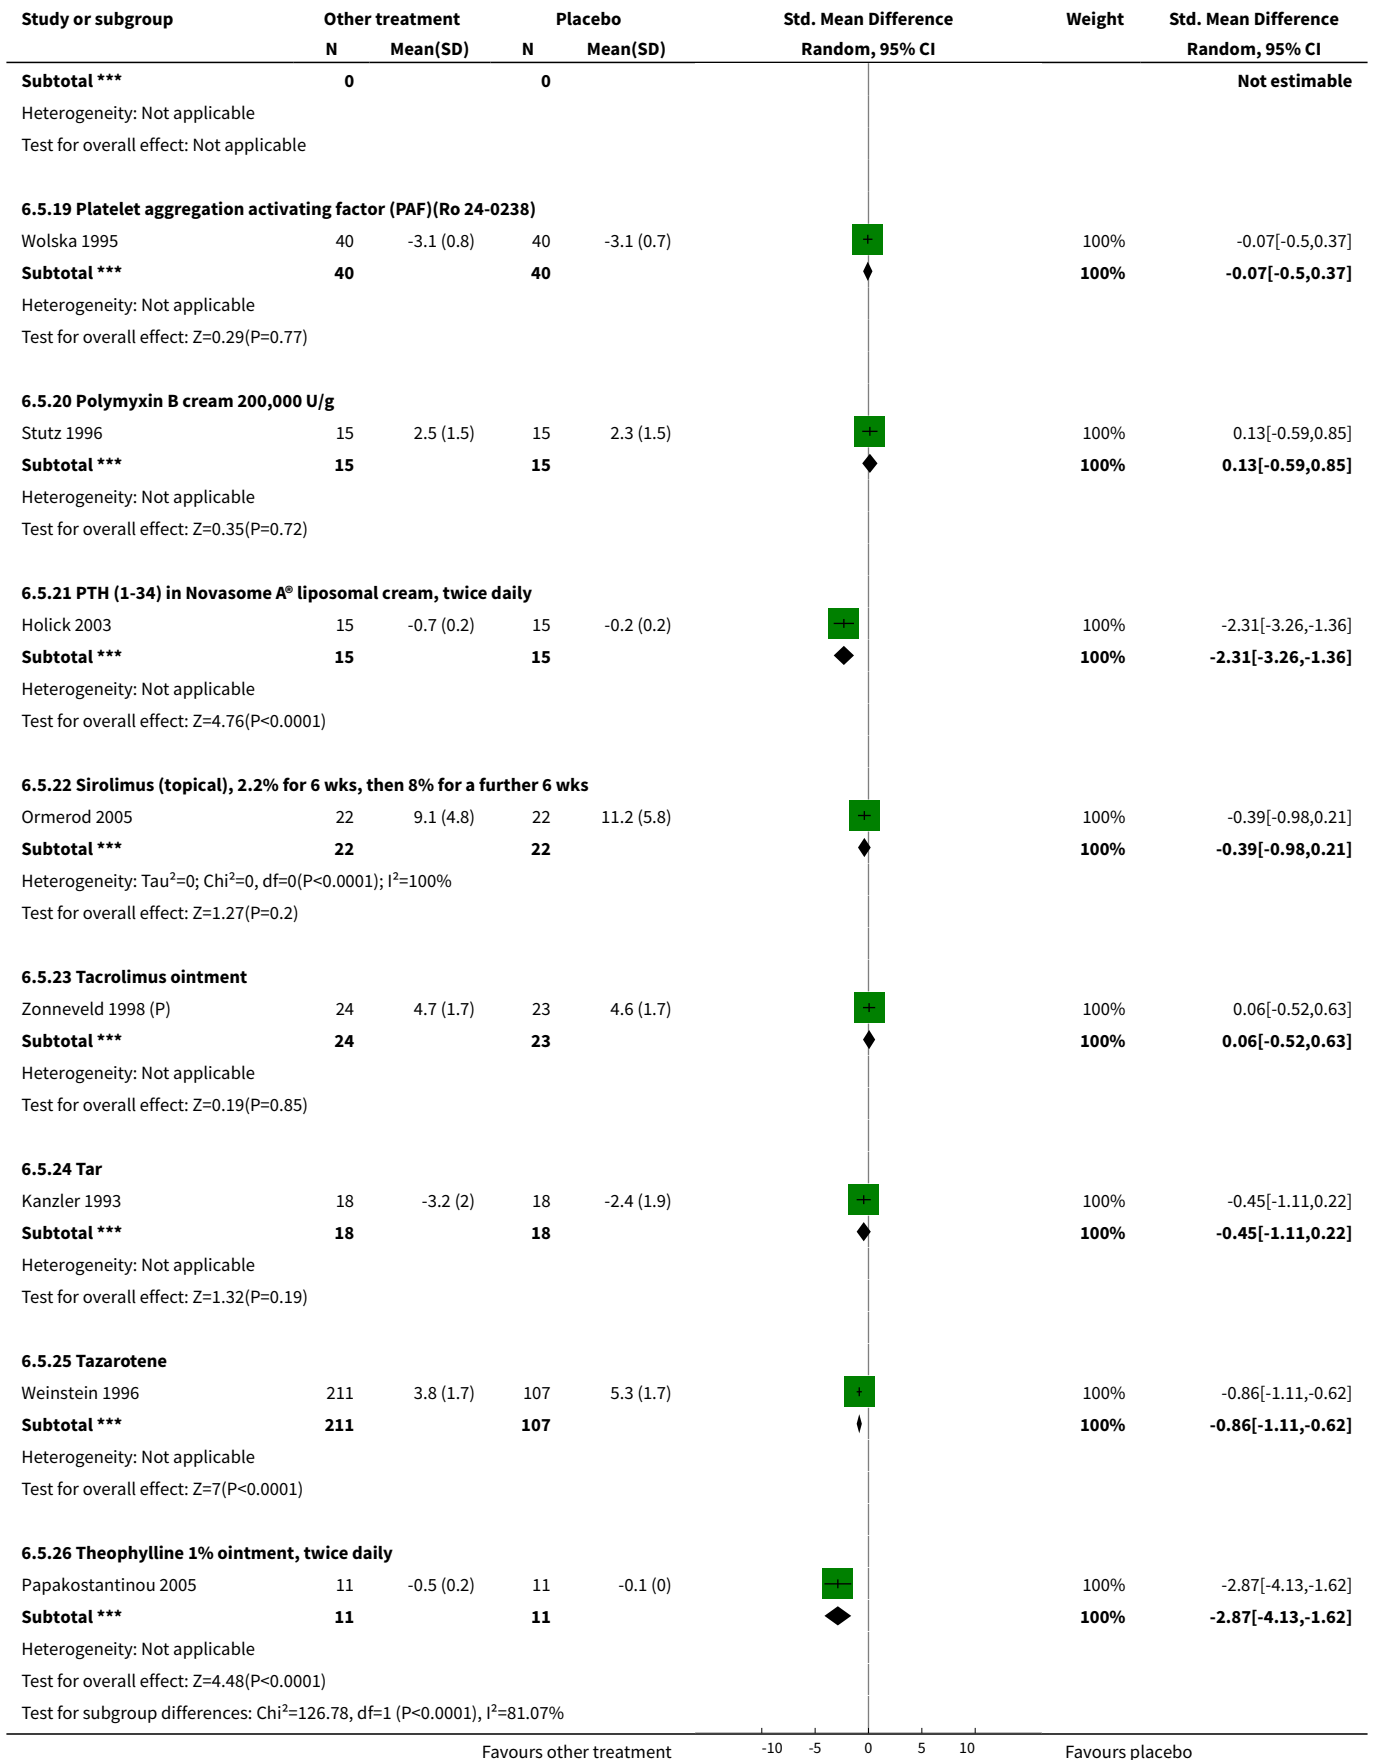 Study or subgroup Other treatment Placebo Std. Mean Difference Weight Std. Mean Difference
N Mean(SD) N Mean(SD) Random, 95% CI Random, 95% CI
Subtotal *** 0 0 Not estimable
Heterogeneity: Not applicable
Test for overall effect: Not applicable
6.5.19 Platelet aggregation activating factor (PAF)(Ro 24-0238)
Wolska 1995 40 -3.1 (0.8) 40 -3.1 (0.7) 100% -0.07[-0.5,0.37]
Subtotal *** 40 40 100% -0.07[-0.5,0.37]
Heterogeneity: Not applicable
Test for overall effect: Z=0.29(P=0.77)
6.5.20 Polymyxin B cream 200,000 U/g
Stutz 1996 15 2.5 (1.5) 15 2.3 (1.5) 100% 0.13[-0.59,0.85]
Subtotal *** 15 15 100% 0.13[-0.59,0.85]
Heterogeneity: Not applicable
Test for overall effect: Z=0.35(P=0.72)
6.5.21 PTH (1-34) in Novasome A® liposomal cream, twice daily
Holick 2003 15 -0.7 (0.2) 15 -0.2 (0.2) 100% -2.31[-3.26,-1.36]
Subtotal *** 15 15 100% -2.31[-3.26,-1.36]
Heterogeneity: Not applicable
Test for overall effect: Z=4.76(P<0.0001)
6.5.22 Sirolimus (topical), 2.2% for 6 wks, then 8% for a further 6 wks
Ormerod 2005 22 9.1 (4.8) 22 11.2 (5.8) 100% -0.39[-0.98,0.21]
Subtotal *** 22 22 100% -0.39[-0.98,0.21]
Heterogeneity: Tau²=0; Chi²=0, df=0(P<0.0001); I²=100%
Test for overall effect: Z=1.27(P=0.2)
6.5.23 Tacrolimus ointment
Zonneveld 1998 (P) 24 4.7 (1.7) 23 4.6 (1.7) 100% 0.06[-0.52,0.63]
Subtotal *** 24 23 100% 0.06[-0.52,0.63]
Heterogeneity: Not applicable
Test for overall effect: Z=0.19(P=0.85)
6.5.24 Tar
Kanzler 1993 18 -3.2 (2) 18 -2.4 (1.9) 100% -0.45[-1.11,0.22]
Subtotal *** 18 18 100% -0.45[-1.11,0.22]
Heterogeneity: Not applicable
Test for overall effect: Z=1.32(P=0.19)
6.5.25 Tazarotene
Weinstein 1996 211 3.8 (1.7) 107 5.3 (1.7) 100% -0.86[-1.11,-0.62]
Subtotal *** 211 107 100% -0.86[-1.11,-0.62]
Heterogeneity: Not applicable
Test for overall effect: Z=7(P<0.0001)
6.5.26 Theophylline 1% ointment, twice daily
Papakostantinou 2005 11 -0.5 (0.2) 11 -0.1 (0) 100% -2.87[-4.13,-1.62]
Subtotal *** 11 11 100% -2.87[-4.13,-1.62]
Heterogeneity: Not applicable
Test for overall effect: Z=4.48(P<0.0001)
Test for subgroup differences: Chi²=126.78, df=1 (P<0.0001), I²=81.07%
Favours other treatment -10 -5 0 5 10 Favours placebo